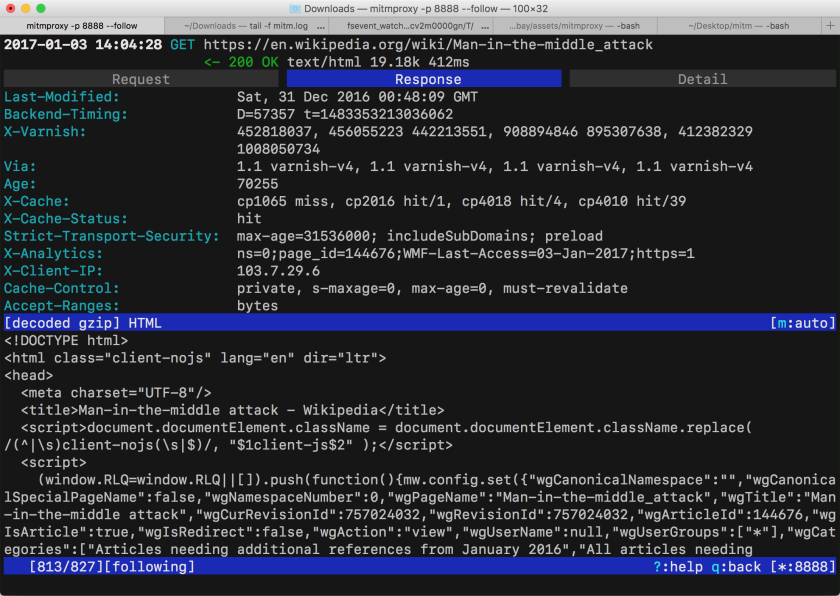 Downloads — mitmproxy -p 8888 --follow — 100×32
mitmproxy -p 8888 --follow
~/Downloads — tail -f mitm.log ...
fsevent_watch...cv2m0000gn/T/ ...
...bay/assets/mitmproxy — -bash
~/Desktop/mitm — -bash
+
2017-01-03 14:04:28 GET https://en.wikipedia.org/wiki/Man-in-the-middle_attack
<- 200 OK text/html 19.18k 412ms
Request Response Detail
Last-Modified: Sat, 31 Dec 2016 00:48:09 GMT
Backend-Timing: D=57357 t=1483353213036062
X-Varnish: 452818037, 456055223 442213551, 908894846 895307638, 412382329
1008050734
Via: 1.1 varnish-v4, 1.1 varnish-v4, 1.1 varnish-v4, 1.1 varnish-v4
Age: 70255
X-Cache: cp1065 miss, cp2016 hit/1, cp4018 hit/4, cp4010 hit/39
X-Cache-Status: hit
Strict-Transport-Security: max-age=31536000; includeSubDomains; preload
X-Analytics: ns=0;page_id=144676;WMF-Last-Access=03-Jan-2017;https=1
X-Client-IP: 103.7.29.6
Cache-Control: private, s-maxage=0, max-age=0, must-revalidate
Accept-Ranges: bytes
[decoded gzip] HTML [m:auto]
<!DOCTYPE html>
<html class="client-nojs" lang="en" dir="ltr">
<head>
<meta charset="UTF-8"/>
<title>Man-in-the-middle attack - Wikipedia</title>
<script>document.documentElement.className = document.documentElement.className.replace(
/(^|\s)client-nojs(\s|$)/, "$1client-js$2" );</script>
<script>
(window.RLQ=window.RLQ||[]).push(function(){mw.config.set({"wgCanonicalNamespace":"","wgCanonica
lSpecialPageName":false,"wgNamespaceNumber":0,"wgPageName":"Man-in-the-middle_attack","wgTitle":"Man
-in-the-middle attack","wgCurRevisionId":757024032,"wgRevisionId":757024032,"wgArticleId":144676,"wg
IsArticle":true,"wgIsRedirect":false,"wgAction":"view","wgUserName":null,"wgUserGroups":["*"],"wgCat
egories":["Articles needing additional references from January 2016","All articles needing
[813/827][following] ?:help q:back [*:8888]